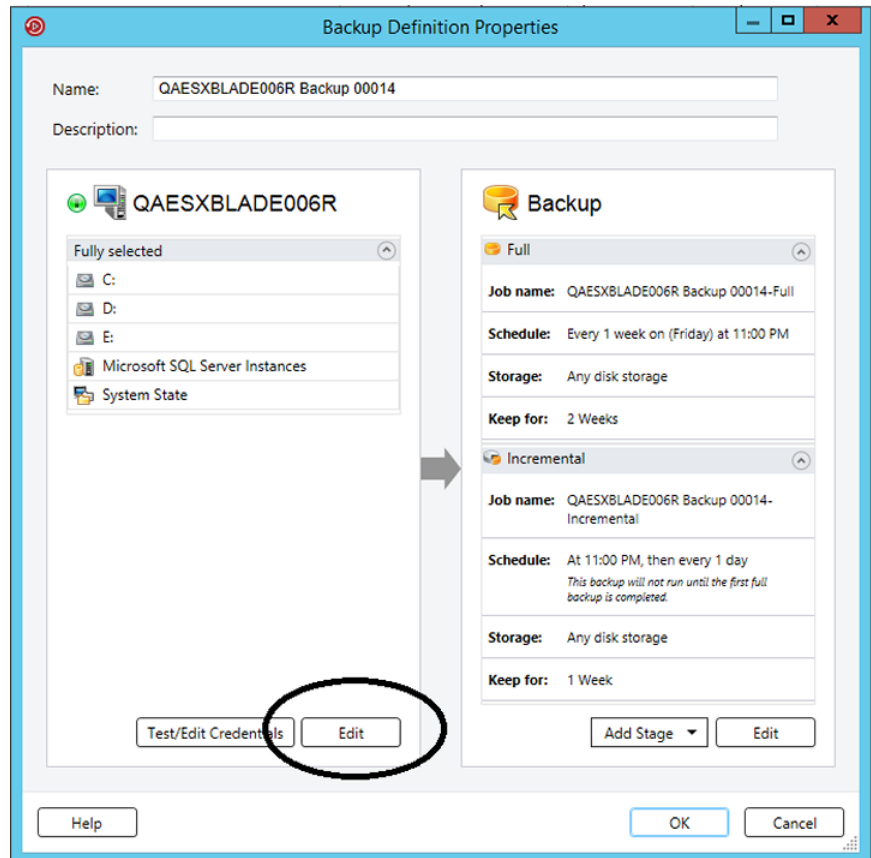 Backup Definition Properties
Name: QAESXBLADE006R Backup 00014
Description:
QAESXBLADE006R
Fully selected
C:
D:
E:
Microsoft SQL Server Instances
System State
Test/Edit Credentials Edit
Backup
Full
Job name: QAESXBLADE006R Backup 00014-Full
Schedule: Every 1 week on (Friday) at 11:00 PM
Storage: Any disk storage
Keep for: 2 Weeks
Incremental
Job name: QAESXBLADE006R Backup 00014-
Incremental
Schedule: At 11:00 PM, then every 1 day
This backup will not run until the first full
backup is completed.
Storage: Any disk storage
Keep for: 1 Week
Add Stage Edit
Help OK Cancel